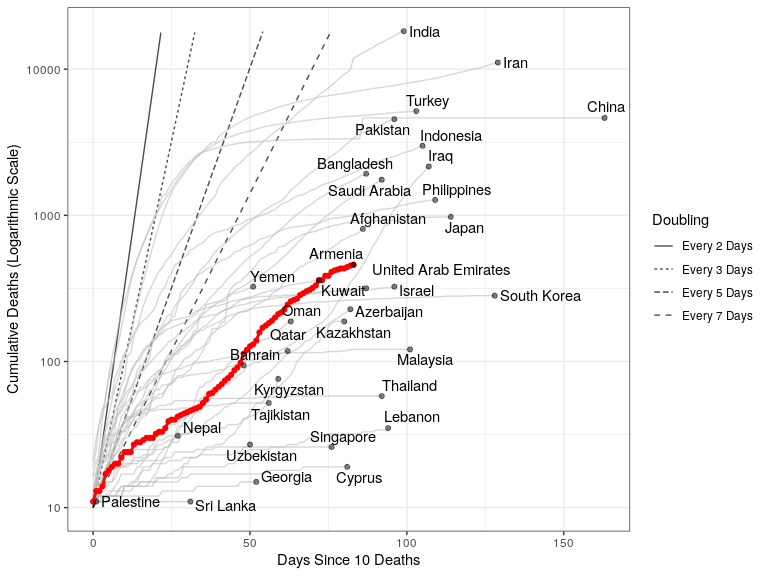 India
Iran
10000
Turkey
China
Pakistan
Indonesia
Iraq
Bangladesh
Saudi Arabia
Philippines
1000
Afghanistan
Japan
Armenia
Yemen
United Arab Emirates
Kuwait
Israel
South Korea
Oman
Azerbaijan
Qatar
Kazakhstan
Bahrain
100
Malaysia
Kyrgyzstan
Thailand
Tajikistan
Nepal
Lebanon
Singapore
Uzbekistan
Georgia
Cyprus
10
Palestine
Sri Lanka
0
50
100
150
Days Since 10 Deaths
Cumulative Deaths (Logarithmic Scale)
Doubling
Every 2 Days
Every 3 Days
Every 5 Days
Every 7 Days